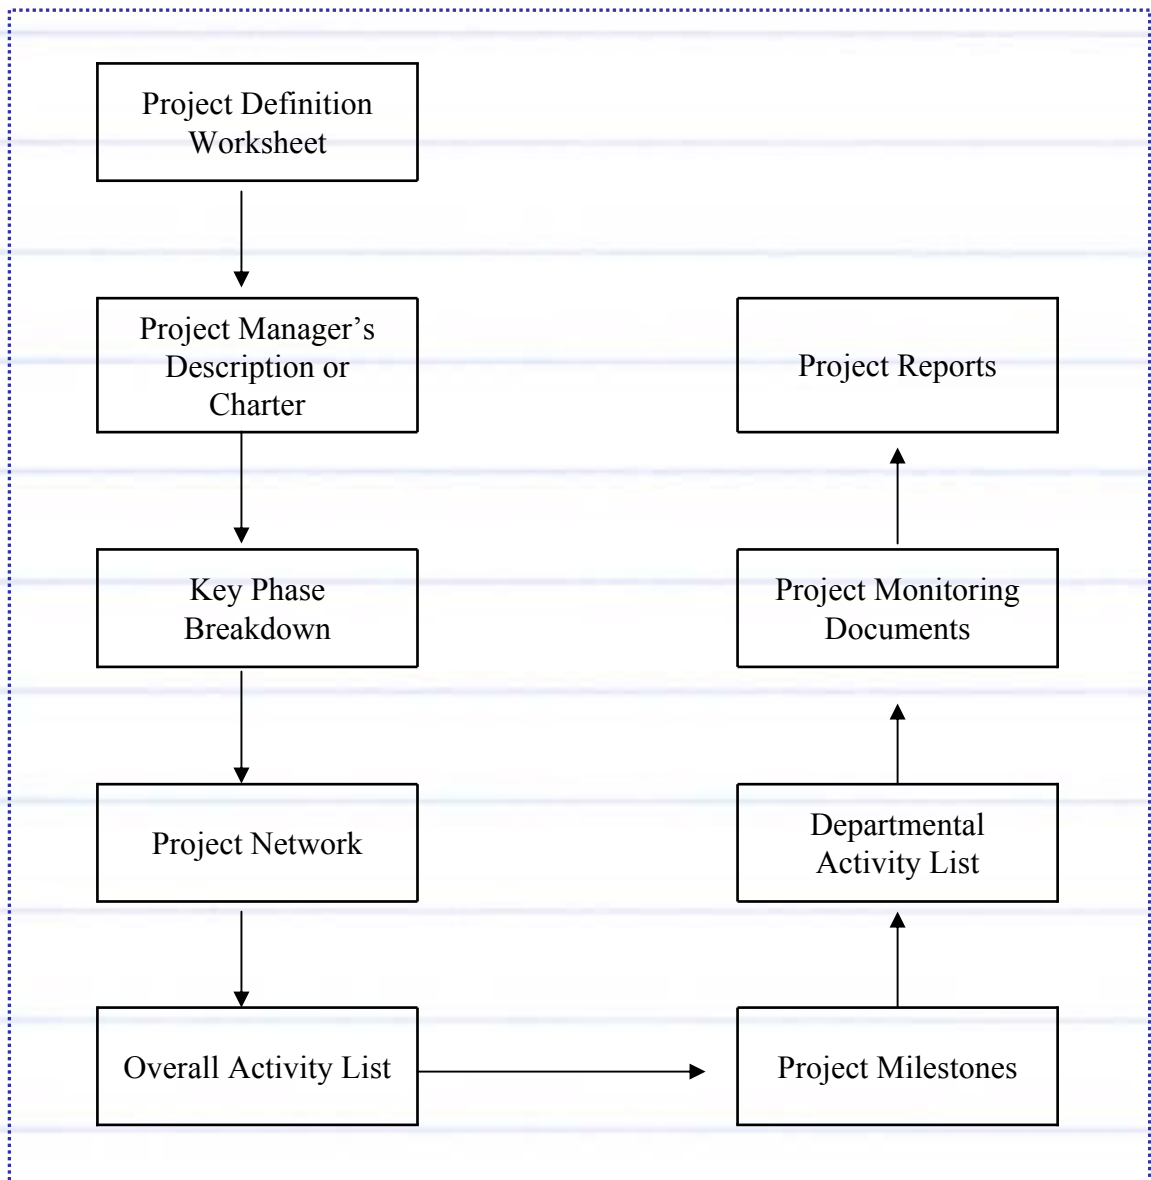 Project Definition
Worksheet
Project Manager’s
Description or
Charter
Key Phase
Breakdown
Project Network
Overall Activity List
Project Milestones
Departmental
Activity List
Project Monitoring
Documents
Project Reports